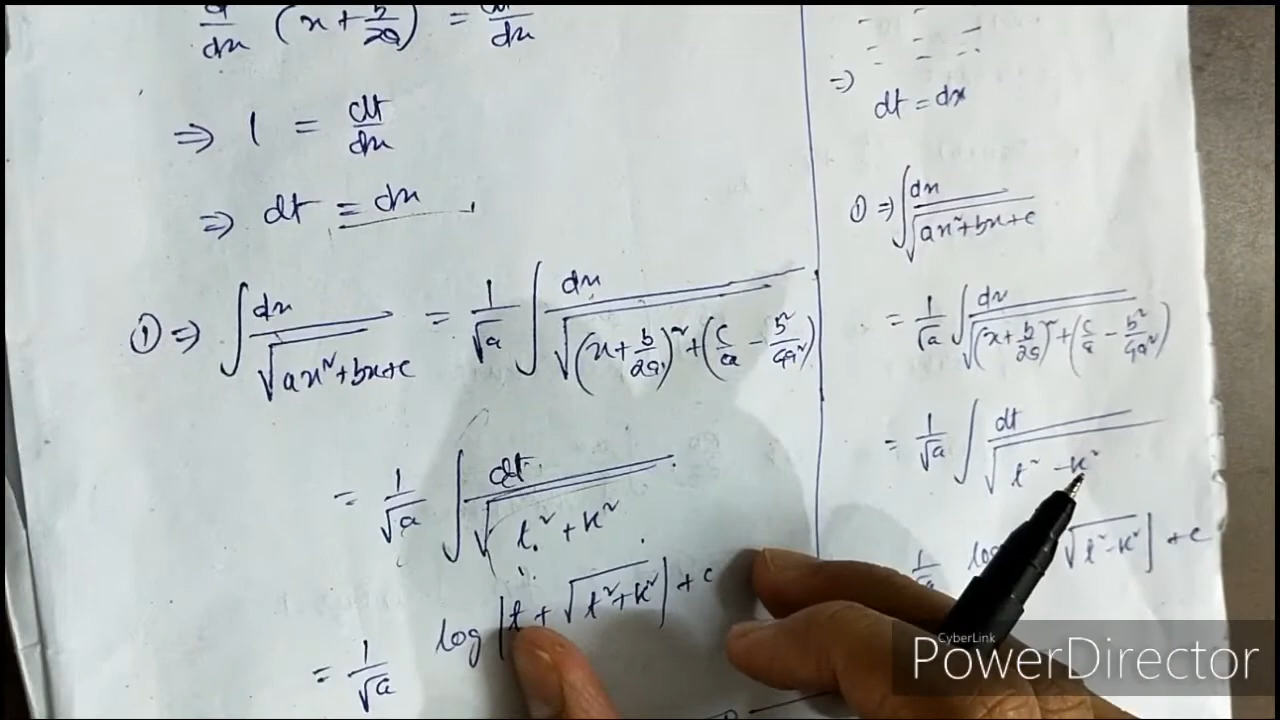 d/dx (x + b/2a) = dt/dx
⇒ 1 = dt/dx
⇒ dt = dx
① ⇒ ∫ dx/√(ax²+bx+c) = 1/√a ∫ dx/√((x+b/2a)²+(c/a − b²/4a²))
= 1/√a ∫ dt/√(t²+k²)
= 1/√a log|t + √(t²+k²)| + c
⇒
dt = dx
① ⇒ ∫ dx/√(ax²+bx+c)
= 1/√a ∫ dx/√((x+b/2a)²+(c/a − b²/4a²))
= 1/√a ∫ dt/√(t² − k²)
1/√a √(t²−k²)| + c
CyberLink
PowerDirector